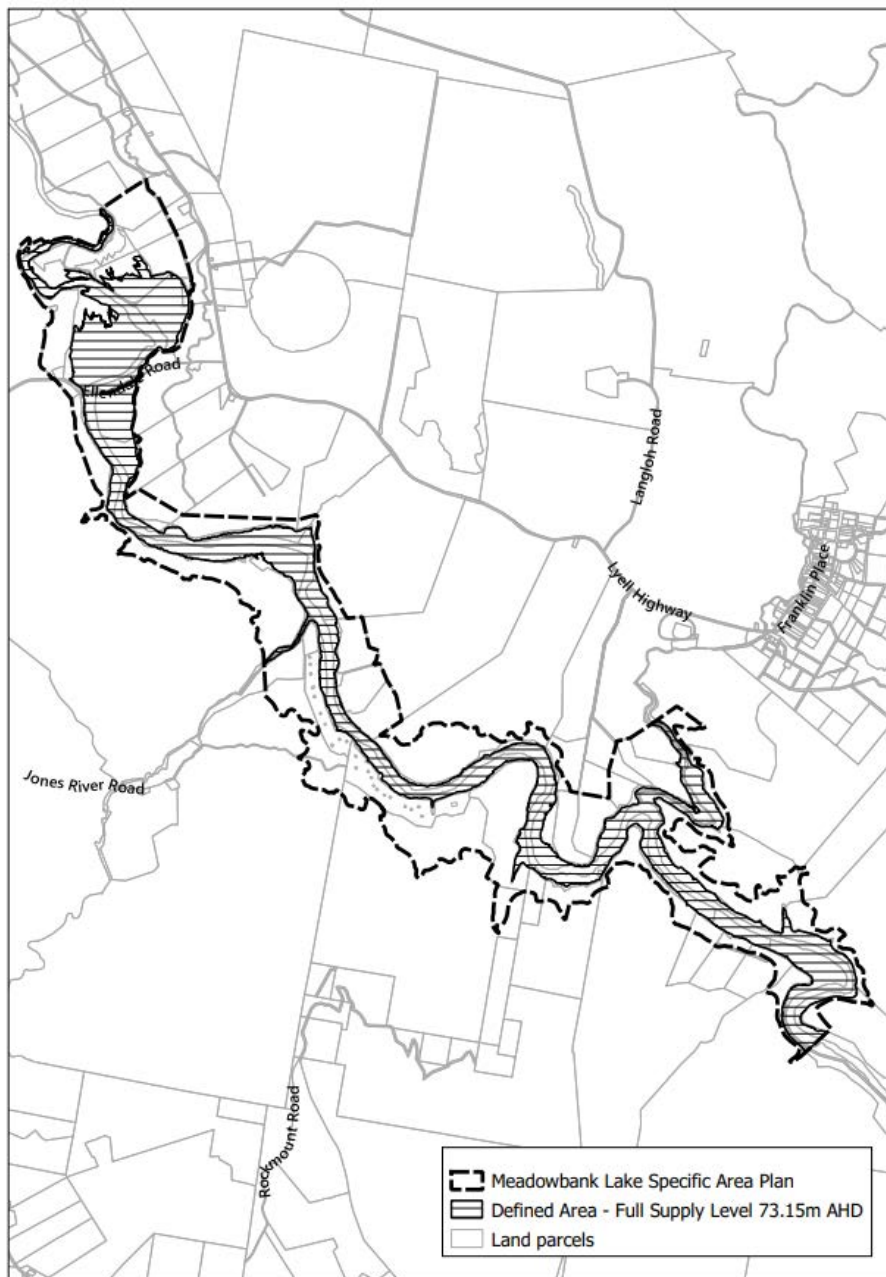 Ellendale Road
Langloh Road
Lyell Highway
Franklin Place
Jones River Road
Rockmount Road
Meadowbank Lake Specific Area Plan
Defined Area - Full Supply Level 73.15m AHD
Land parcels